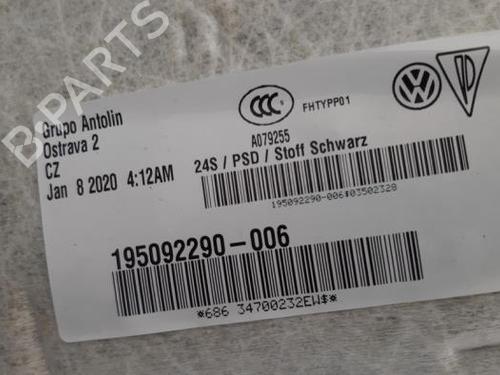 Grupo Antolin
Ostrava 2
CZ
Jan 8 2020 4:12AM
CCC
A079255
FHTYPP01
24S / PSD / Stoff Schwarz
195092290-006#03502328
195092290-006
*686 34700232EW$*
B-PARTS